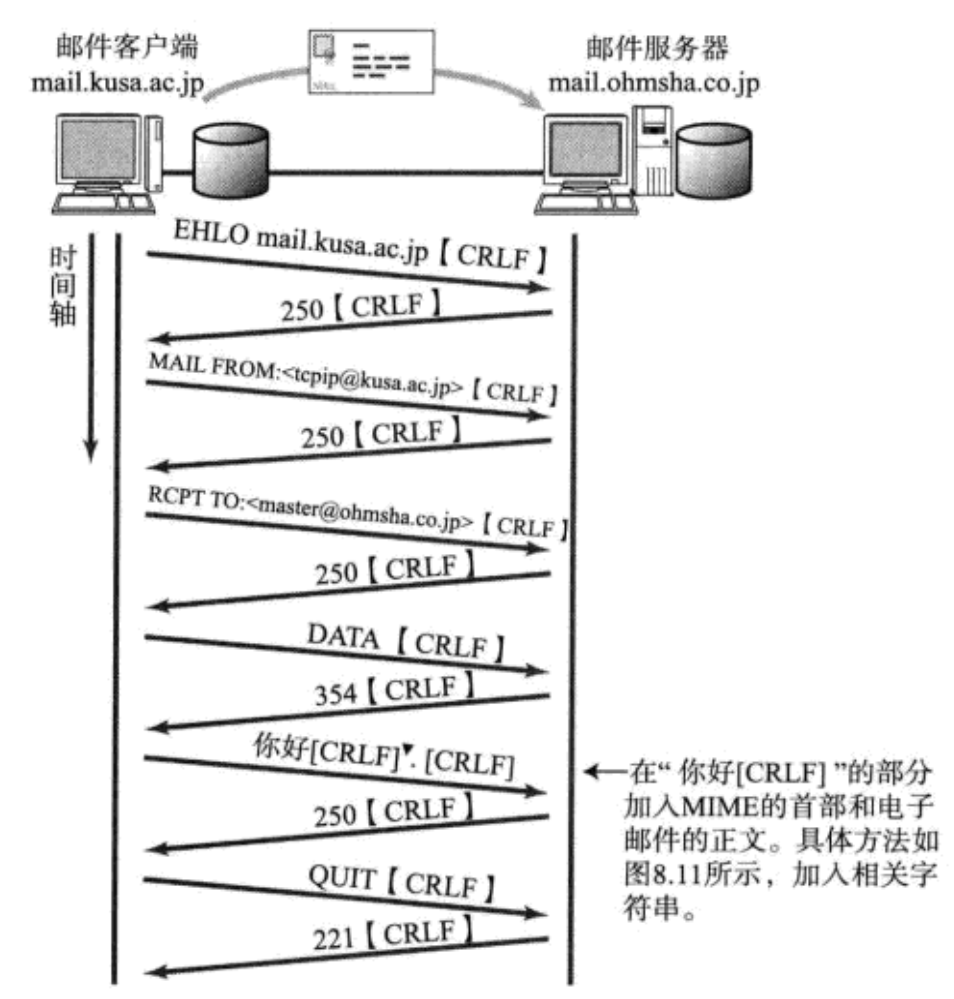 邮件客户端
mail.kusa.ac.jp
邮件服务器
mail.ohmsha.co.jp
时间轴
EHLO mail.kusa.ac.jp【 CRLF 】
250【 CRLF 】
MAIL FROM:<tcpip@kusa.ac.jp>【 CRLF 】
250【 CRLF 】
RCPT TO:<master@ohmsha.co.jp>【 CRLF 】
250【 CRLF 】
DATA 【 CRLF 】
354【 CRLF 】
你好[CRLF]▼. [CRLF]
250【 CRLF 】
QUIT【 CRLF 】
221【 CRLF 】
在“ 你好[CRLF] ”的部分
加入MIME的首部和电子
邮件的正文。具体方法如
图8.11所示，加入相关字
符串。